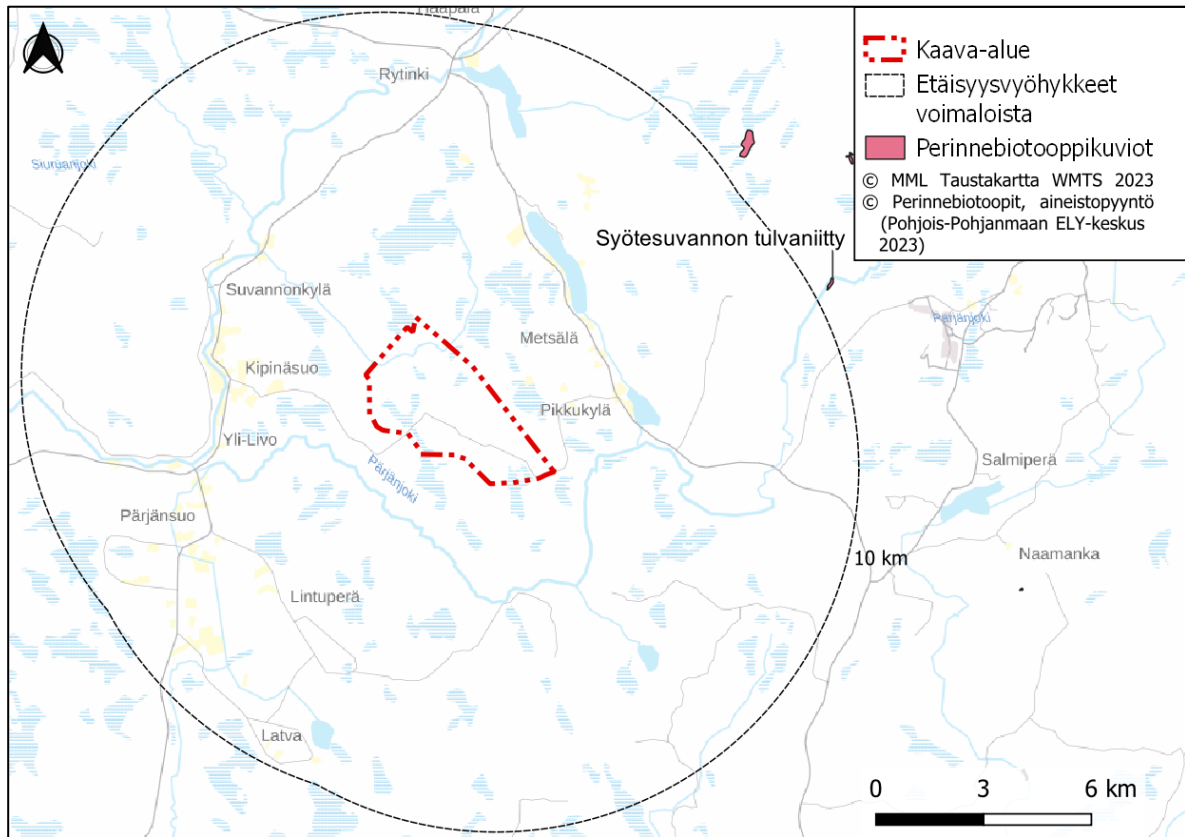 Haapala
Rytinki
Siuruanjoki
Kaava-alue
Etäisyysvyöhykkeet
voimaloista
Perinnebiotooppikuviot
© MML Taustakartta WMTS 2023
© Perinnebiotoopit, aineistopyyntö
(Pohjois-Pohjanmaan ELY-keskus
2023)
Syötesuvannon tulvaniitty
Suvannonkylä
Metsälä
Pärjänjoki
Kipinäsuo
Pikkukylä
Yli-Livo
Pärjänjoki
Salmiperä
Pärjänsuo
10 km
Naamanka
Lintuperä
Latva
0 3 6 km